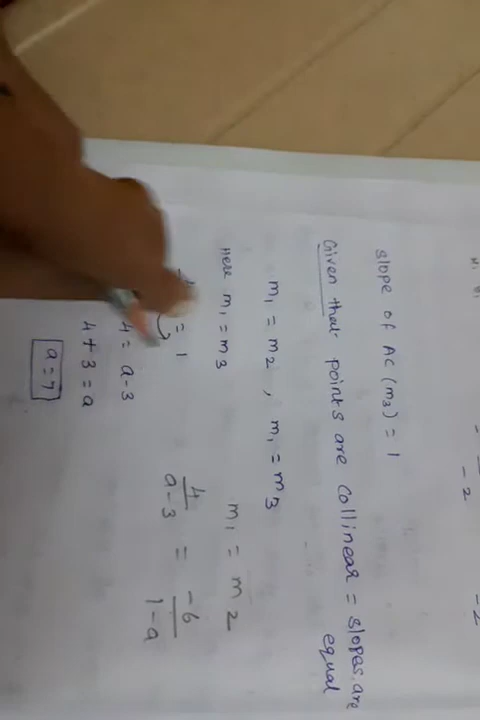 slope of AC (m3) = 1
Given that points are collinear = slopes are equal
m1 = m2 , m1 = m3
Here m1 = m3
= 1
4 = a-3
4+3 = a
a=7
m1 = m2
4/a-3 = -6/1-a